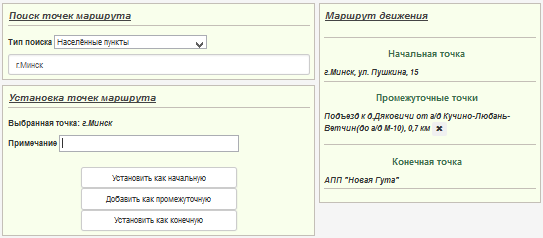 Поиск точек маршрута
Тип поиска Населённые пункты
г.Минск
Установка точек маршрута
Выбранная точка: г.Минск
Примечание
Установить как начальную
Добавить как промежуточную
Установить как конечную
Маршрут движения
Начальная точка
г.Минск, ул. Пушкина, 15
Промежуточные точки
Подъезд к д.Дяковичи от а/д Кучино-Любань-
Ветчин(до а/д М-10), 0,7 км
Конечная точка
АПП "Новая Гута"